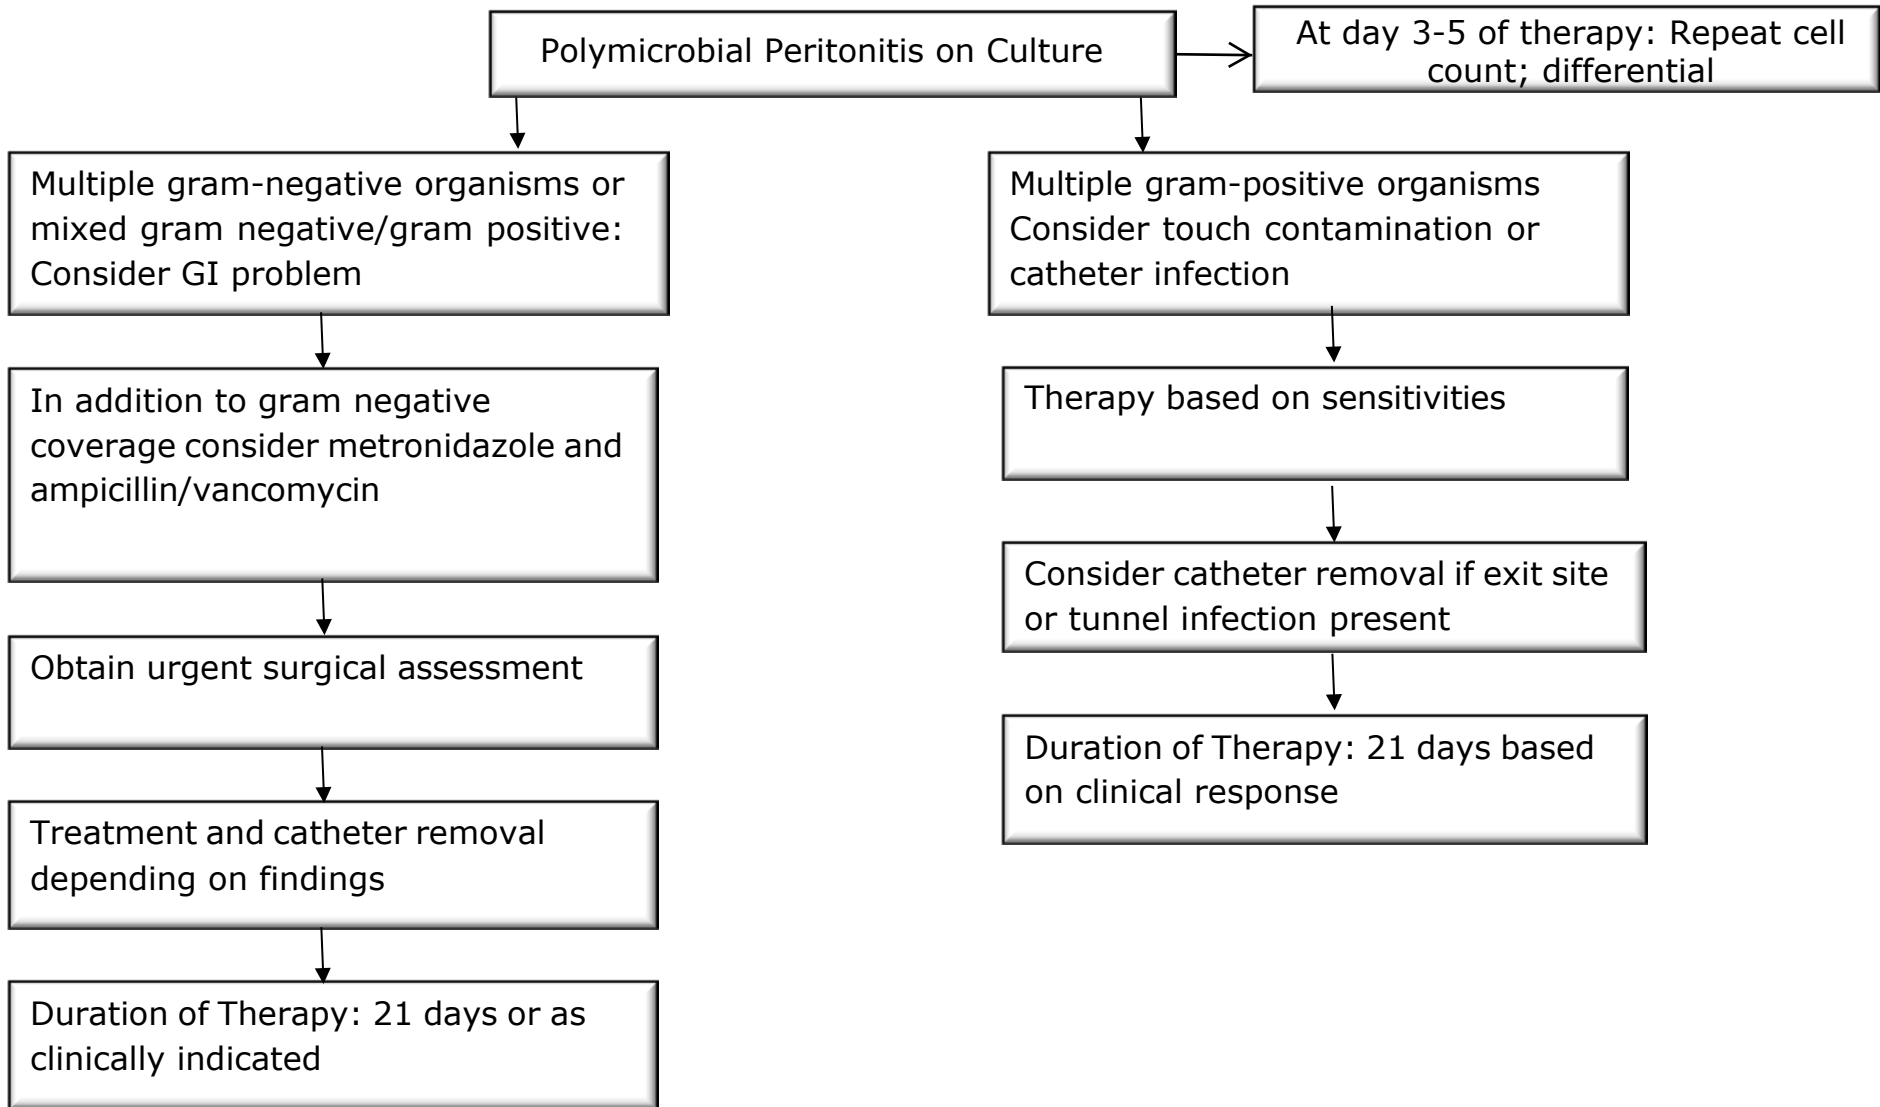 Polymicrobial Peritonitis on Culture
At day 3-5 of therapy: Repeat cell
count; differential
Multiple gram-negative organisms or
mixed gram negative/gram positive:
Consider GI problem
In addition to gram negative
coverage consider metronidazole and
ampicillin/vancomycin
Obtain urgent surgical assessment
Treatment and catheter removal
depending on findings
Duration of Therapy: 21 days or as
clinically indicated
Multiple gram-positive organisms
Consider touch contamination or
catheter infection
Therapy based on sensitivities
Consider catheter removal if exit site
or tunnel infection present
Duration of Therapy: 21 days based
on clinical response